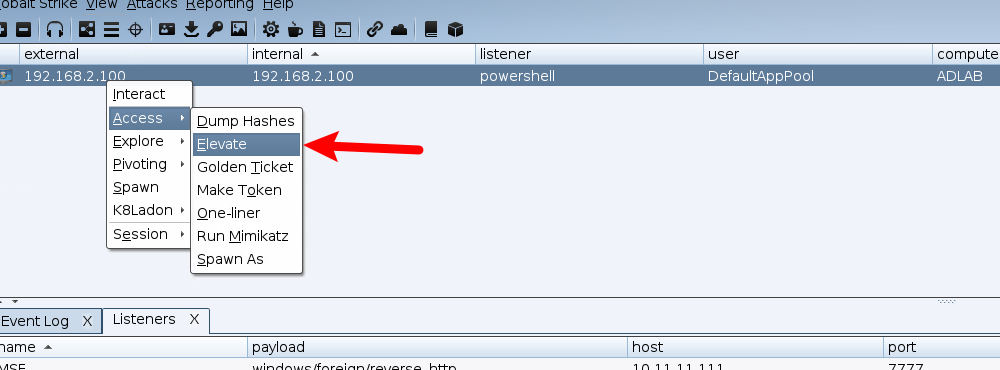 obalt Strike View Attacks Reporting Help
external internal listener user compute
192.168.2.100 192.168.2.100 powershell DefaultAppPool ADLAB
Interact
Access
Explore
Pivoting
Spawn
K8Ladon
Session
Dump Hashes
Elevate
Golden Ticket
Make Token
One-liner
Run Mimikatz
Spawn As
Event Log X Listeners X
name payload host port
MSF windows/foreign/reverse_http 10.11.11.111 7777